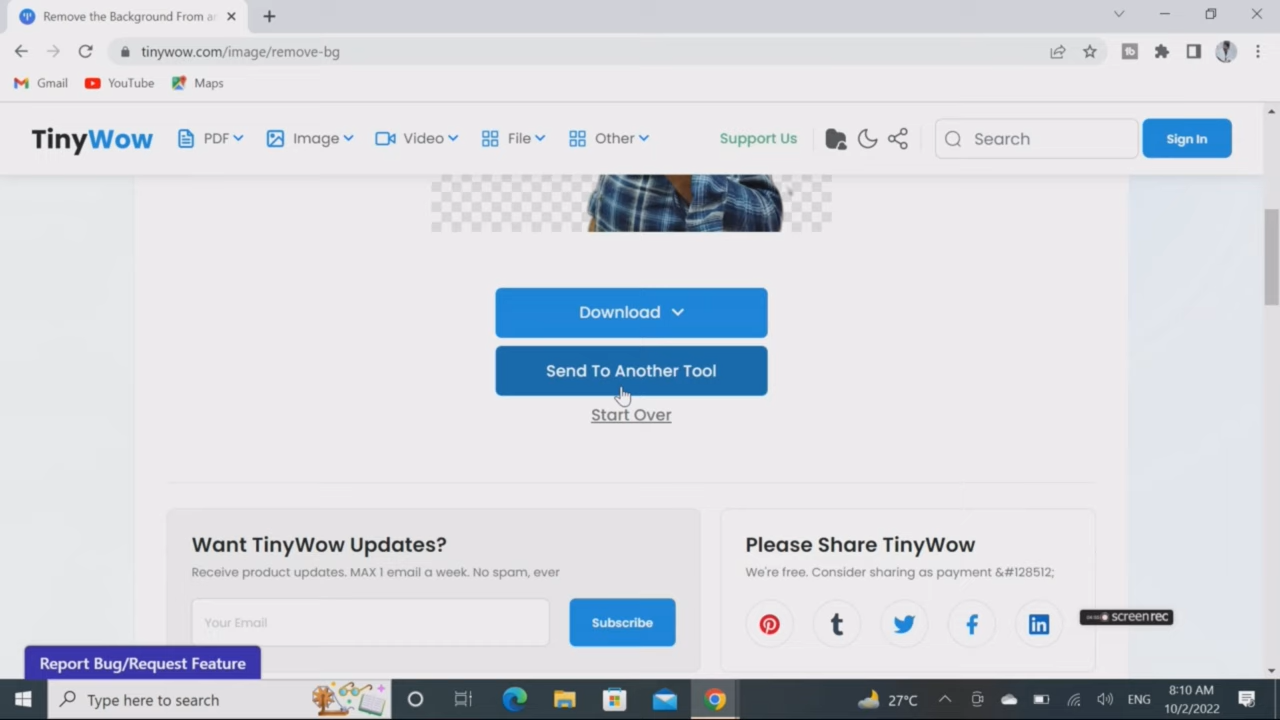 Remove the Background From an
tinywow.com/image/remove-bg
Gmail
YouTube
Maps
TinyWow
PDF
Image
Video
File
Other
Support Us
Search
Sign In
Download
Send To Another Tool
Start Over
Want TinyWow Updates?
Receive product updates. MAX 1 email a week. No spam, ever
Your Email
Subscribe
Please Share TinyWow
We're free. Consider sharing as payment &#128512;
screenrec
Report Bug/Request Feature
Type here to search
27°C
ENG
8:10 AM
10/2/2022